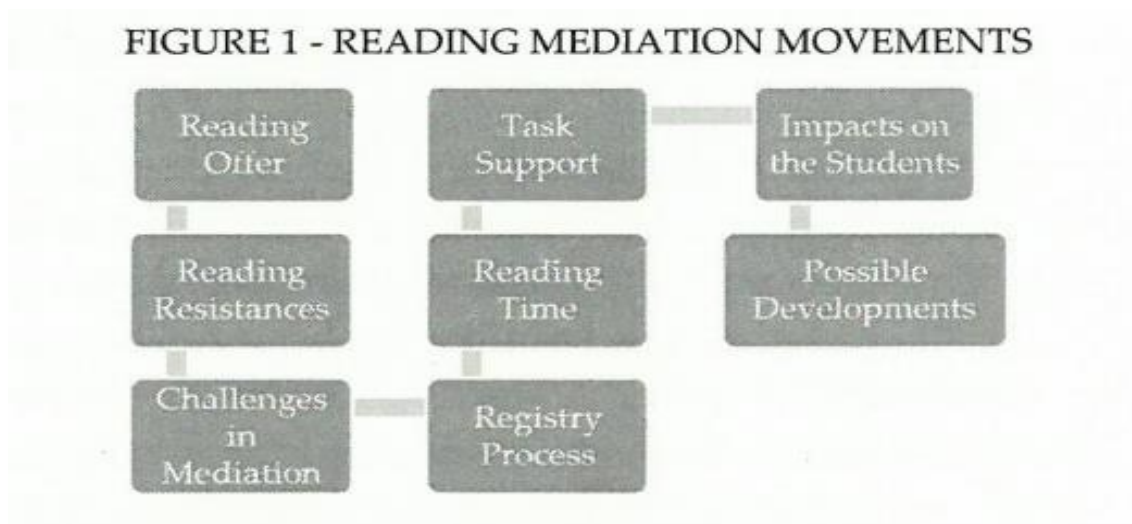 FIGURE 1 - READING MEDIATION MOVEMENTS
Reading
Offer
Reading
Resistances
Challenges
in
Mediation
Registry
Process
Reading
Time
Task
Support
Impacts on
the Students
Possible
Developments